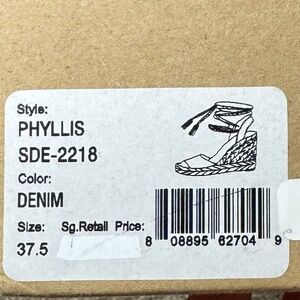 Style:
PHYLLIS
SDE-2218
Color:
DENIM
Size: Sg.Retail Price:
37.5
8 08895 62704 9